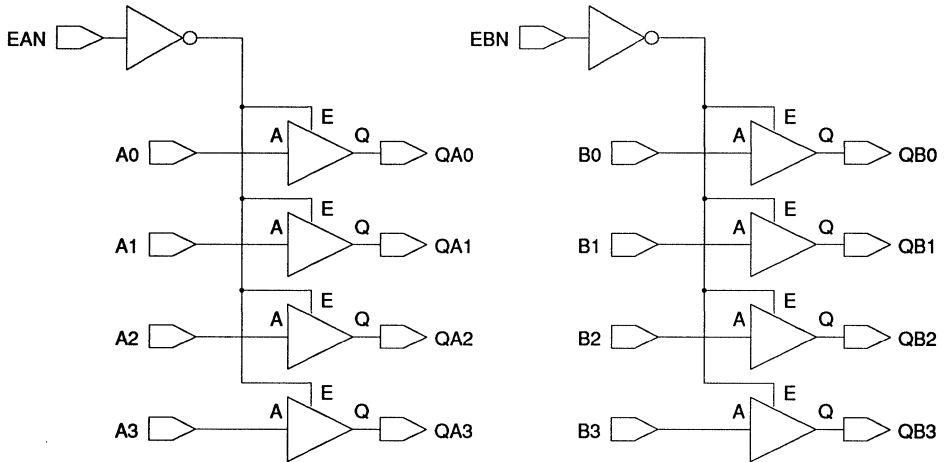 EAN EBN
E E
A Q A Q
A0 QA0 B0 QB0
E E
A Q A Q
A1 QA1 B1 QB1
E E
A Q A Q
A2 QA2 B2 QB2
E E
A Q A Q
A3 QA3 B3 QB3